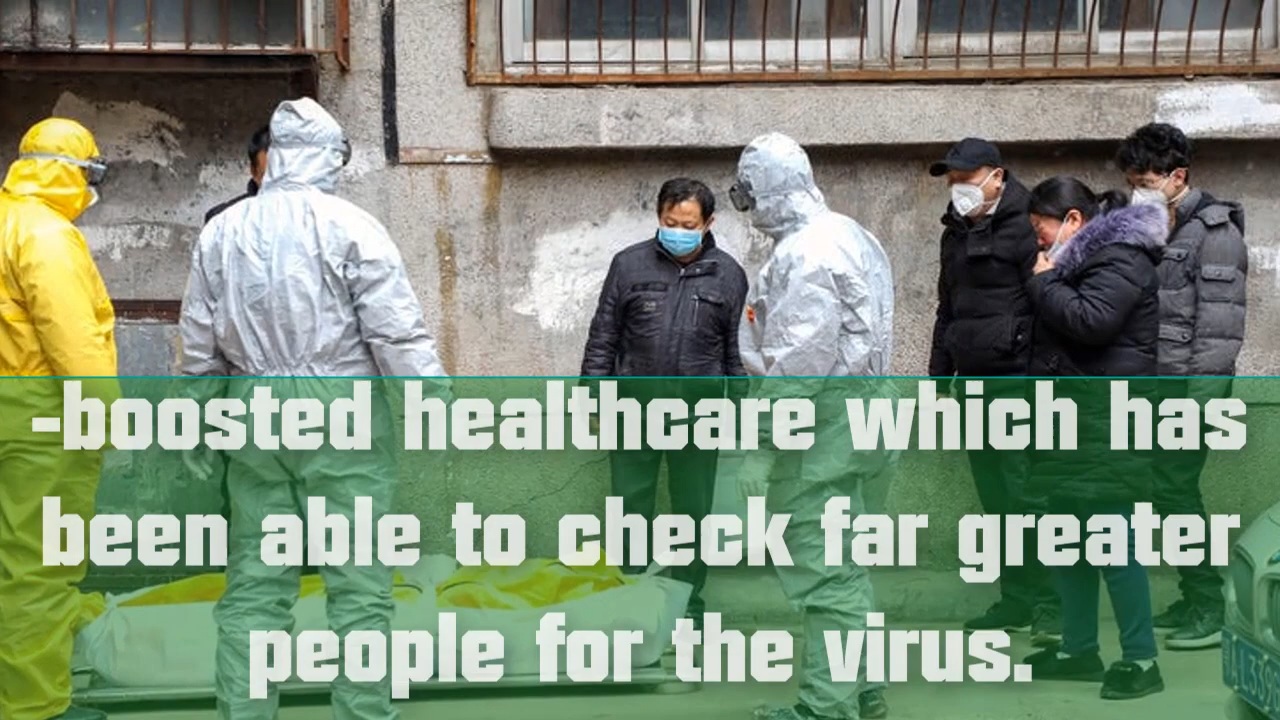 -boosted healthcare which has
been able to check far greater
people for the virus.